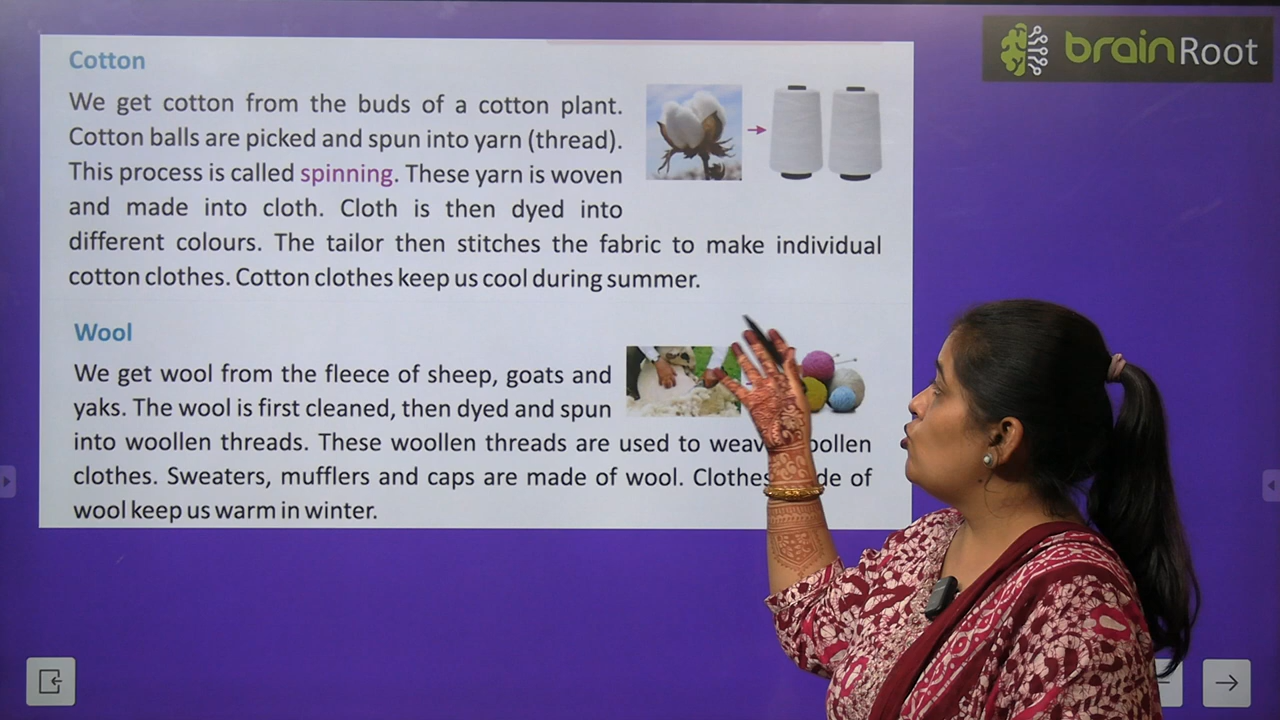 brainRoot
Cotton
We get cotton from the buds of a cotton plant.
Cotton balls are picked and spun into yarn (thread).
This process is called spinning. These yarn is woven
and made into cloth. Cloth is then dyed into
different colours. The tailor then stitches the fabric to make individual
cotton clothes. Cotton clothes keep us cool during summer.
Wool
We get wool from the fleece of sheep, goats and
yaks. The wool is first cleaned, then dyed and spun
into woollen threads. These woollen threads are used to
clothes. Sweaters, mufflers and caps are made of wool. Clothes of
wool keep us warm in winter.